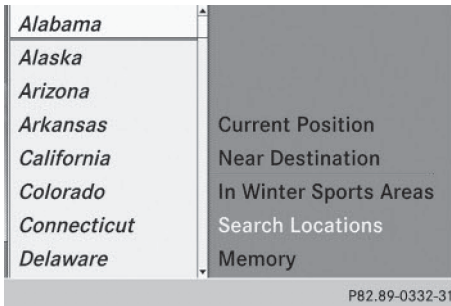 Alabama
Alaska
Arizona
Arkansas
California
Colorado
Connecticut
Delaware
Current Position
Near Destination
In Winter Sports Areas
Search Locations
Memory
P82.89-0332-31